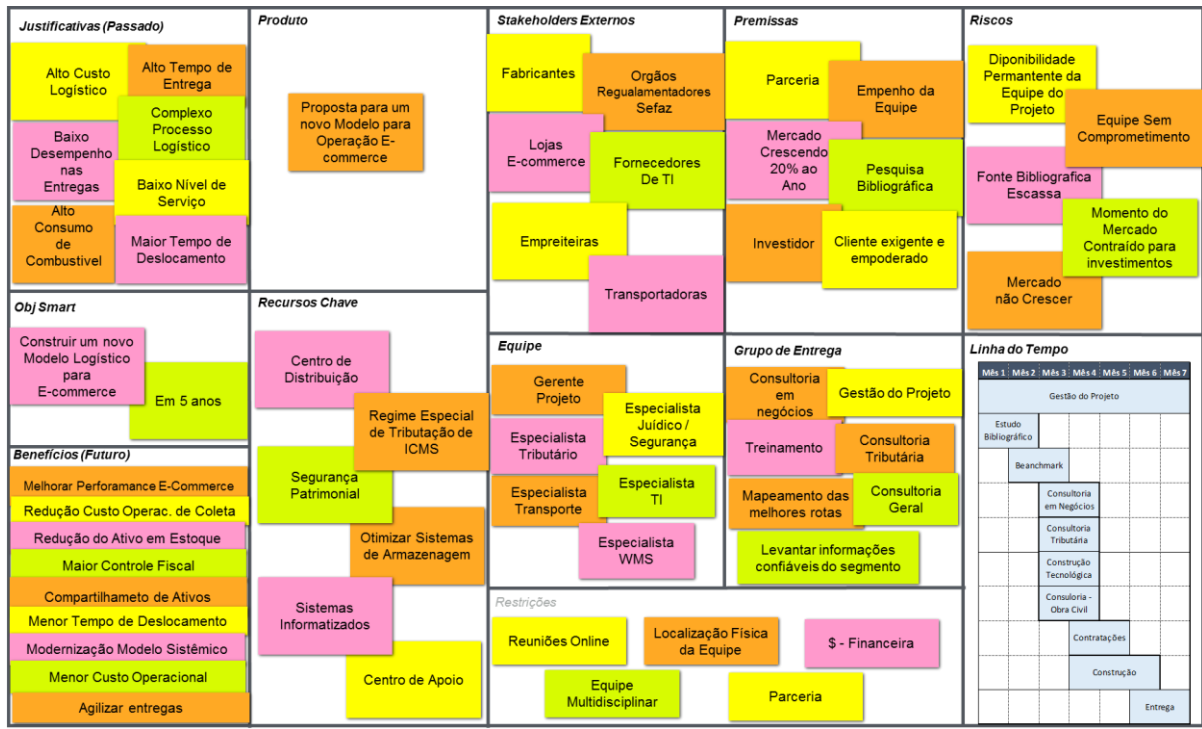 Justificativas (Passado)
Alto Custo
Logístico
Alto Tempo de
Entrega
Complexo
Processo
Logístico
Baixo
Desempenho
nas
Entregas
Baixo Nível de
Serviço
Alto
Consumo
de
Combustivel
Maior Tempo de
Deslocamento
Produto
Proposta para um
novo Modelo para
Operação E-
commerce
Stakeholders Externos
Fabricantes
Orgãos
Regualamentadores
Sefaz
Lojas
E-commerce
Fornecedores
De TI
Empreiteiras
Transportadoras
Premissas
Parceria
Empenho da
Equipe
Mercado
Crescendo
20% ao
Ano
Pesquisa
Bibliográfica
Investidor
Cliente exigente e
empoderado
Riscos
Diponibilidade
Permantente da
Equipe do
Projeto
Equipe Sem
Comprometimento
Fonte Bibliografica
Escassa
Momento do
Mercado
Contraído para
investimentos
Mercado
não Crescer
Obj Smart
Construir um novo
Modelo Logístico
para
E-commerce
Em 5 anos
Benefícios (Futuro)
Melhorar Perforamance E-Commerce
Redução Custo Operac. de Coleta
Redução do Ativo em Estoque
Maior Controle Fiscal
Compartilhameto de Ativos
Menor Tempo de Deslocamento
Modernização Modelo Sistêmico
Menor Custo Operacional
Agilizar entregas
Recursos Chave
Centro de
Distribuição
Regime Especial
de Tributação de
ICMS
Segurança
Patrimonial
Otimizar Sistemas
de Armazenagem
Sistemas
Informatizados
Centro de Apoio
Equipe
Gerente
Projeto
Especialista
Jurídico /
Segurança
Especialista
Tributário
Especialista
TI
Especialista
Transporte
Especialista
WMS
Grupo de Entrega
Consultoria
em
negócios
Gestão do Projeto
Treinamento
Consultoria
Tributária
Mapeamento das
melhores rotas
Consultoria
Geral
Levantar informações
confiáveis do segmento
Restrições
Reuniões Online
Localização Física
da Equipe
$ - Financeira
Equipe
Multidisciplinar
Parceria
Linha do Tempo
Mês 1 Mês 2 Mês 3 Mês 4 Mês 5 Mês 6 Mês 7
Gestão do Projeto
Estudo
Bibliográfico
Beanchmark
Consultoria
em Negócios
Consultoria
Tributária
Construção
Tecnológica
Consuloria -
Obra Civil
Contratações
Construção
Entrega